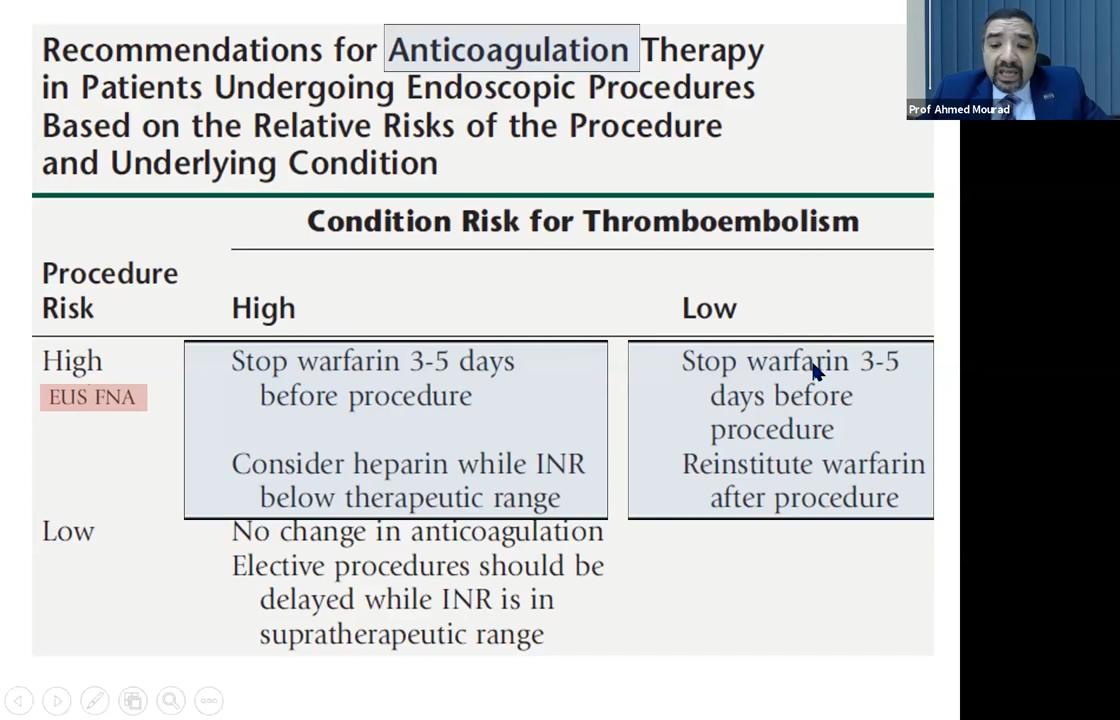 Recommendations for Anticoagulation Therapy
in Patients Undergoing Endoscopic Procedures
Based on the Relative Risks of the Procedure
and Underlying Condition
Condition Risk for Thromboembolism
Procedure
Risk
High
Low
High
EUS FNA
Stop warfarin 3-5 days
before procedure
Consider heparin while INR
below therapeutic range
Stop warfarin 3-5
days before
procedure
Reinstitute warfarin
after procedure
Low
No change in anticoagulation
Elective procedures should be
delayed while INR is in
supratherapeutic range
Prof Ahmed Mourad